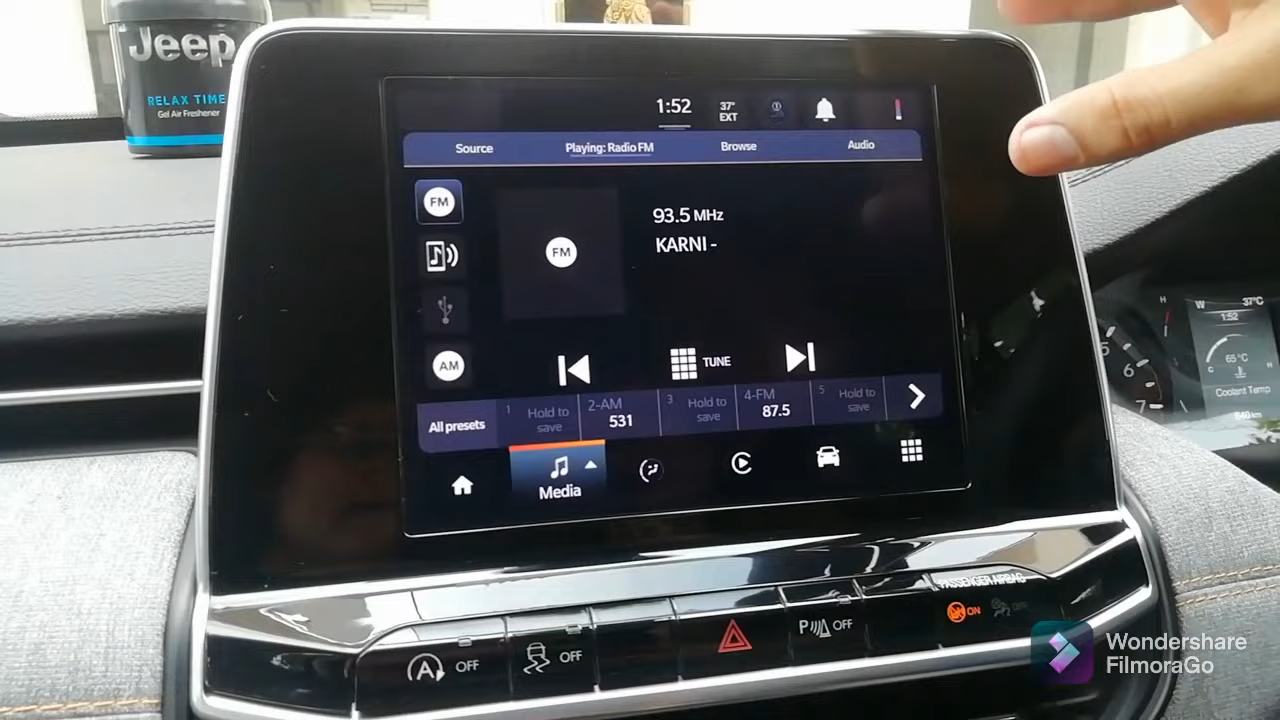 Jeep
RELAX TIME
Gel Air Freshener
1:52
37°
EXT
Source
Playing: Radio FM
Browse
Audio
FM
FM
93.5 MHz
KARNI -
AM
TUNE
All presets
1 Hold to
save
2-AM
531
3 Hold to
save
4-FM
87.5
5 Hold to
save
Media
A OFF
OFF
P OFF
PASSENGER AIRBAG
ON
OFF
H
W 37°C
1:52
5
6
7
65 °C
C H
Coolant Temp
Wondershare
FilmoraGo